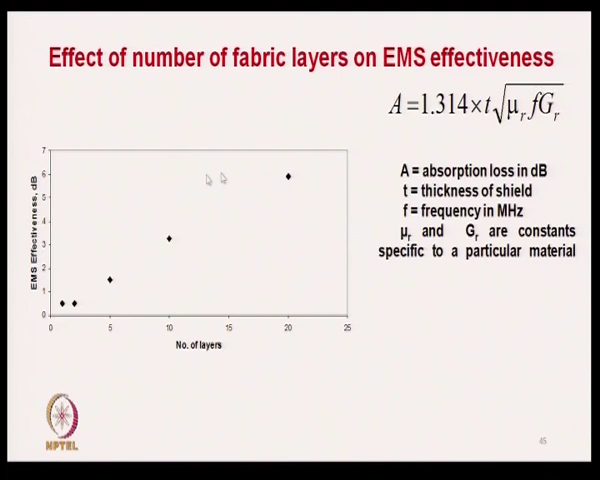 Effect of number of fabric layers on EMS effectiveness
A =1.314×t√μr fGr
A = absorption loss in dB
t = thickness of shield
f = frequency in MHz
μr and Gr are constants
specific to a particular material
EMS Effectiveness, dB
7
6
5
4
3
2
1
0
0 5 10 15 20 25
No. of layers
NPTEL
45